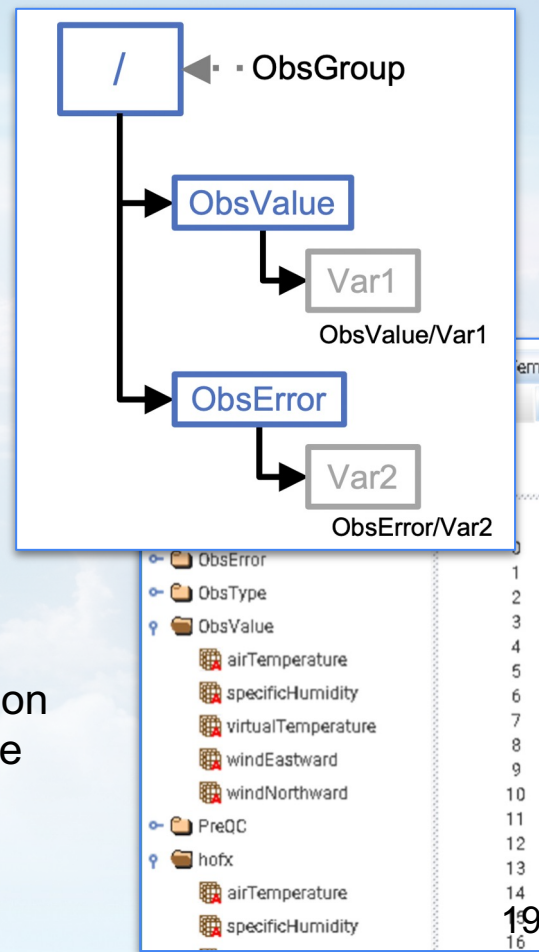 /
ObsGroup
ObsValue
Var1
ObsValue/Var1
ObsError
Var2
ObsError/Var2
on
e
ObsError
ObsType
ObsValue
airTemperature
specificHumidity
virtualTemperature
windEastward
windNorthward
PreQC
hofx
airTemperature
specificHumidity
1
2
3
4
5
6
7
8
9
10
11
12
13
14
16
19